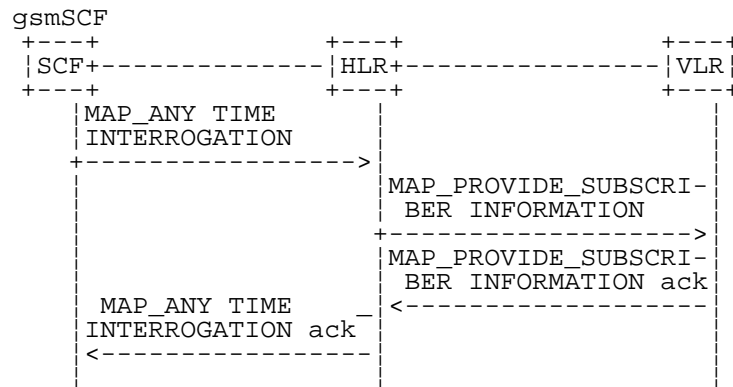 gsmSCF
SCF HLR VLR
MAP_ANY TIME
INTERROGATION
MAP_PROVIDE_SUBSCRI-
BER INFORMATION
MAP_PROVIDE_SUBSCRI-
BER INFORMATION ack
MAP_ANY TIME _
INTERROGATION ack